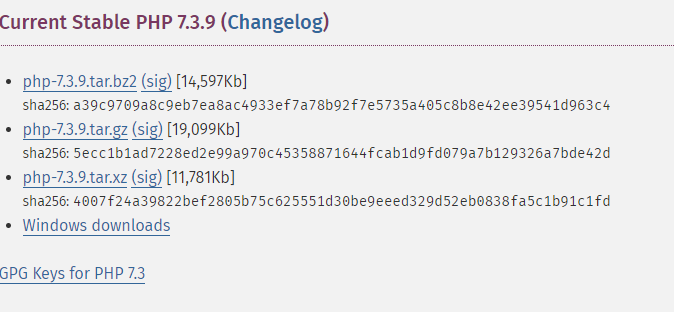 Current Stable PHP 7.3.9 (Changelog)
php-7.3.9.tar.bz2 (sig) [14,597Kb]
sha256: a39c9709a8c9eb7ea8ac4933ef7a78b92f7e5735a405c8b8e42ee39541d963c4
php-7.3.9.tar.gz (sig) [19,099Kb]
sha256: 5ecc1b1ad7228ed2e99a970c45358871644fcab1d9fd079a7b129326a7bde42d
php-7.3.9.tar.xz (sig) [11,781Kb]
sha256: 4007f24a39822bef2805b75c625551d30be9eeed329d52eb0838fa5c1b91c1fd
Windows downloads
GPG Keys for PHP 7.3